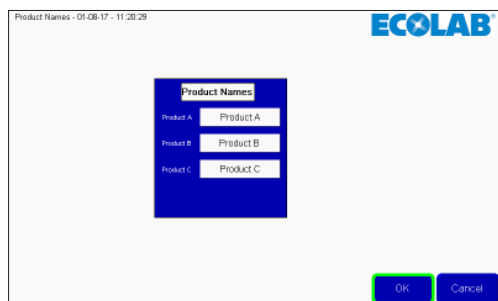 Product Names - 01-08-17 - 11:20:29
ECOLAB®
Product Names
Product A Product A
Product B Product B
Product C Product C
OK Cancel